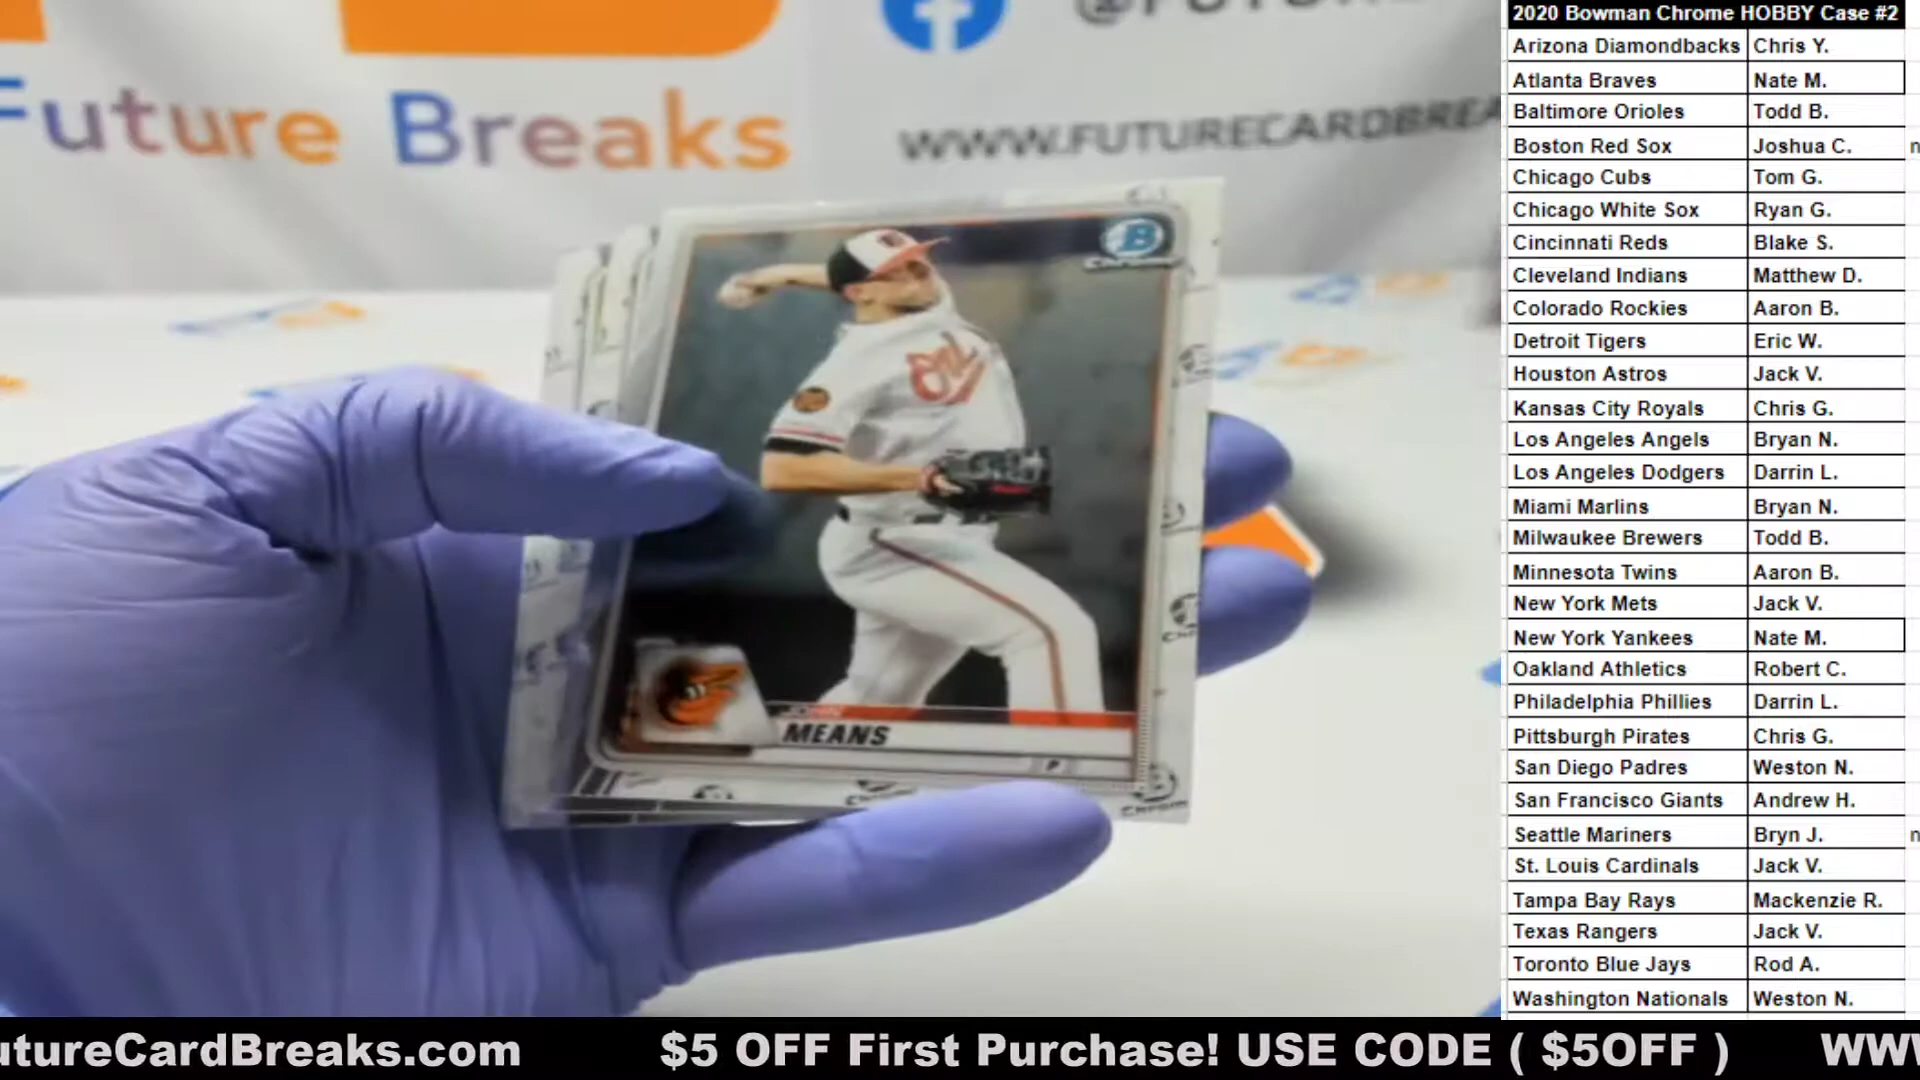 @FUTURE
Future Breaks
WWW.FUTURECARDBREA
B
Chrome
JOHN
MEANS
P
2020 Bowman Chrome HOBBY Case #2
Arizona Diamondbacks Chris Y.
Atlanta Braves Nate M.
Baltimore Orioles Todd B.
Boston Red Sox Joshua C. n
Chicago Cubs Tom G.
Chicago White Sox Ryan G.
Cincinnati Reds Blake S.
Cleveland Indians Matthew D.
Colorado Rockies Aaron B.
Detroit Tigers Eric W.
Houston Astros Jack V.
Kansas City Royals Chris G.
Los Angeles Angels Bryan N.
Los Angeles Dodgers Darrin L.
Miami Marlins Bryan N.
Milwaukee Brewers Todd B.
Minnesota Twins Aaron B.
New York Mets Jack V.
New York Yankees Nate M.
Oakland Athletics Robert C.
Philadelphia Phillies Darrin L.
Pittsburgh Pirates Chris G.
San Diego Padres Weston N.
San Francisco Giants Andrew H.
Seattle Mariners Bryn J. n
St. Louis Cardinals Jack V.
Tampa Bay Rays Mackenzie R.
Texas Rangers Jack V.
Toronto Blue Jays Rod A.
Washington Nationals Weston N.
utureCardBreaks.com $5 OFF First Purchase! USE CODE ( $5OFF ) WWW